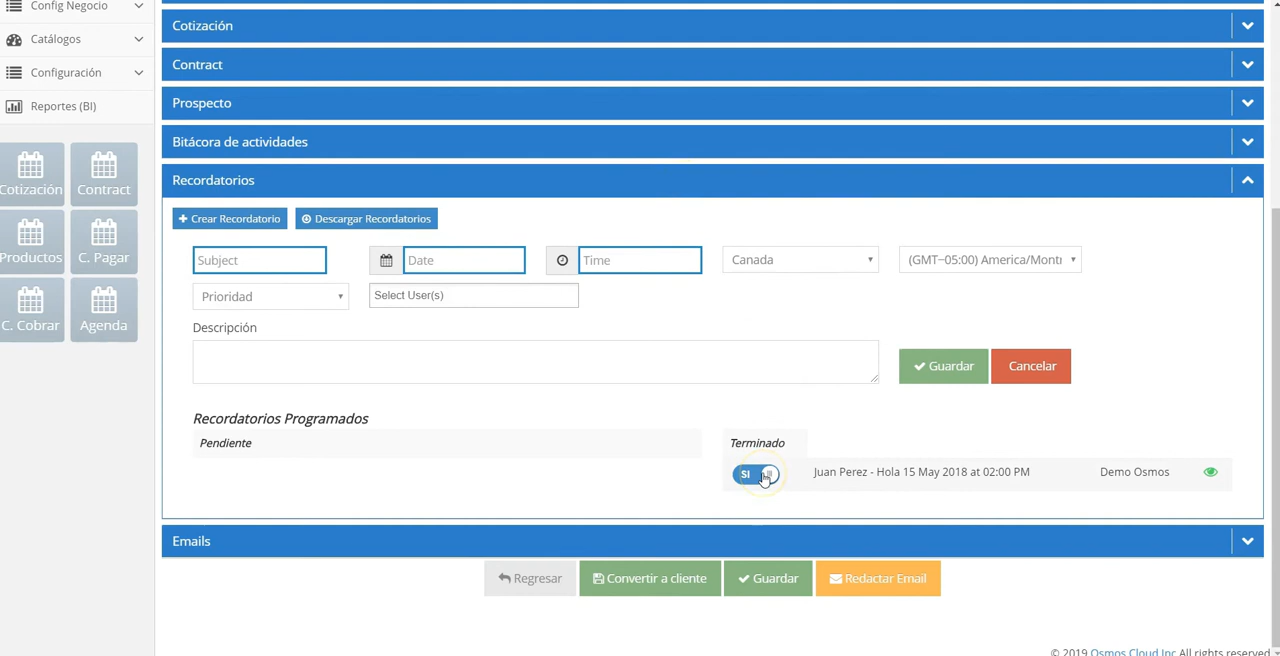 Config Negocio
Catálogos
Configuración
Reportes (BI)
Cotización
Contract
Productos
C. Pagar
C. Cobrar
Agenda
Cotización
Contract
Prospecto
Bitácora de actividades
Recordatorios
Crear Recordatorio
Descargar Recordatorios
Subject
Date
Time
Canada
(GMT−05:00) America/Montr
Prioridad
Select User(s)
Descripción
Guardar
Cancelar
Recordatorios Programados
Pendiente
Terminado
SI
Juan Perez - Hola 15 May 2018 at 02:00 PM
Demo Osmos
Emails
Regresar
Convertir a cliente
Guardar
Redactar Email
© 2019 Osmos Cloud Inc All rights reserved